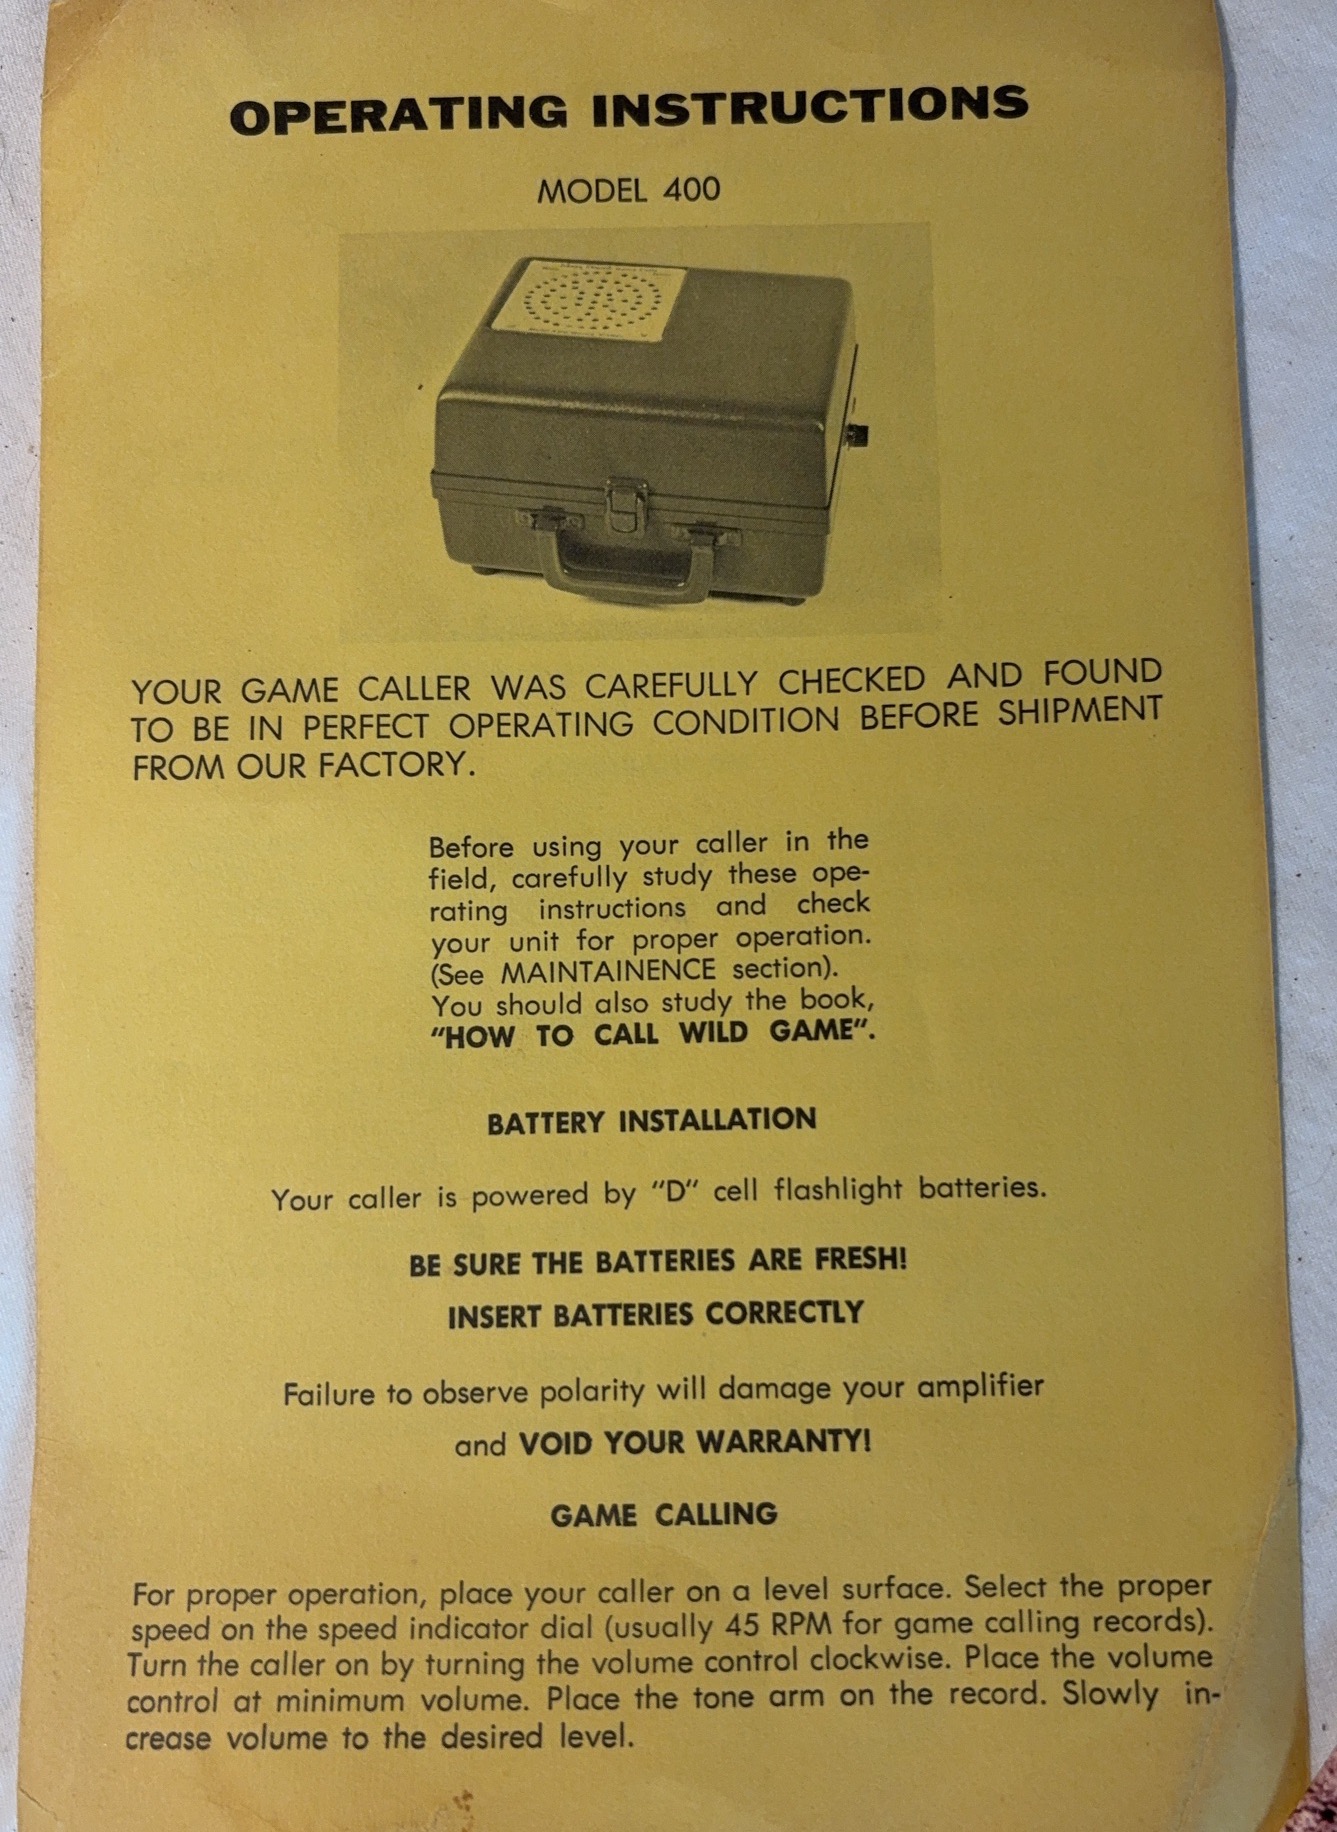 OPERATING INSTRUCTIONS
MODEL 400
YOUR GAME CALLER WAS CAREFULLY CHECKED AND FOUND
TO BE IN PERFECT OPERATING CONDITION BEFORE SHIPMENT
FROM OUR FACTORY.
Before using your caller in the
field, carefully study these ope-
rating instructions and check
your unit for proper operation.
(See MAINTAINENCE section).
You should also study the book,
"HOW TO CALL WILD GAME".
BATTERY INSTALLATION
Your caller is powered by "D" cell flashlight batteries.
BE SURE THE BATTERIES ARE FRESH!
INSERT BATTERIES CORRECTLY
Failure to observe polarity will damage your amplifier
and VOID YOUR WARRANTY!
GAME CALLING
For proper operation, place your caller on a level surface. Select the proper
speed on the speed indicator dial (usually 45 RPM for game calling records).
Turn the caller on by turning the volume control clockwise. Place the volume
control at minimum volume. Place the tone arm on the record. Slowly in-
crease volume to the desired level.